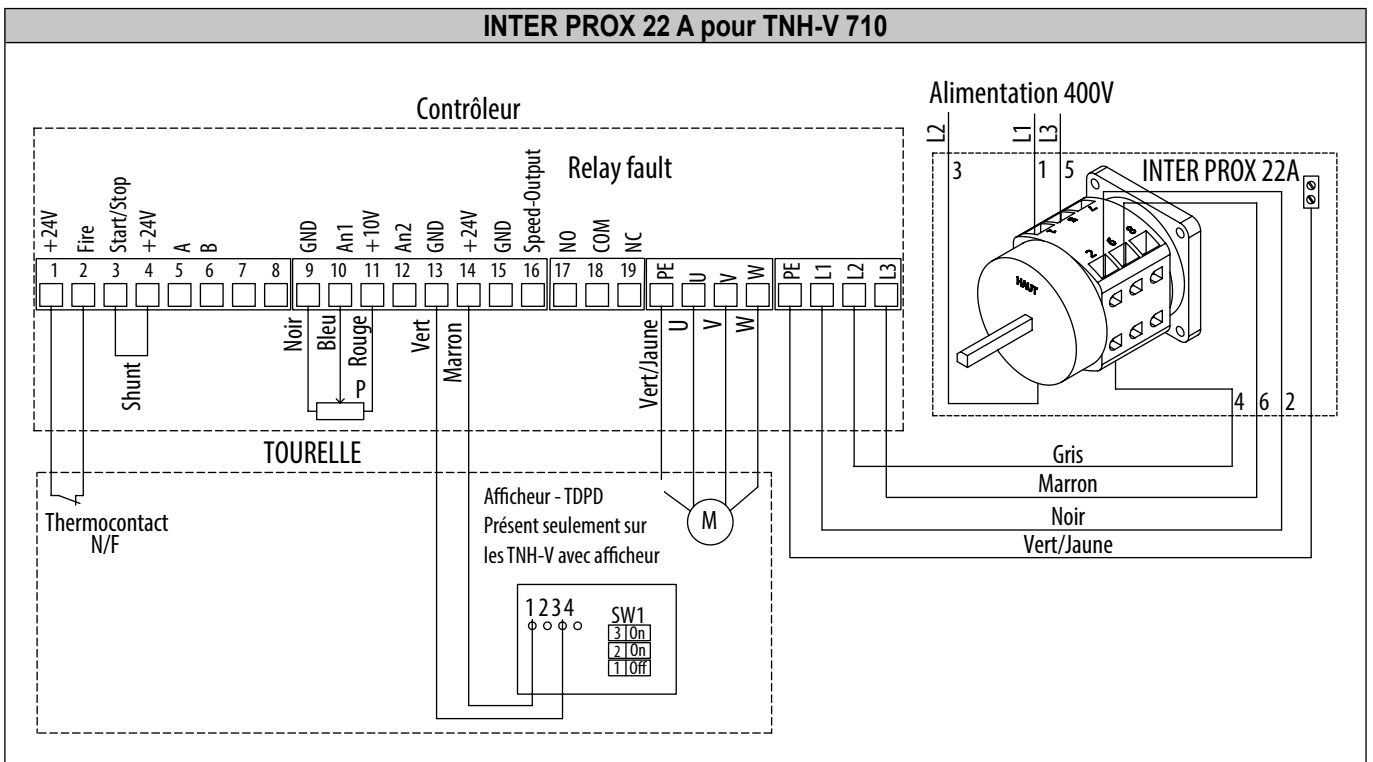 INTER PROX 22 A pour TNH-V 710
Contrôleur
Relay fault
+24V
Fire
Start/Stop
+24V
A
B
GND
An1
+10V
An2
GND
+24V
GND
Speed-Output
NO
COM
NC
PE
U
V
W
PE
L1
L2
L3
1 2 3 4 5 6 7 8 9 10 11 12 13 14 15 16 17 18 19
Shunt
Noir
Bleu
Rouge
P
Vert
Marron
Vert/Jaune
U
V
W
Alimentation 400V
L2
L1
L3
3
1
5
INTER PROX 22A
HAUT
2
4 6 2
Gris
Marron
Noir
Vert/Jaune
TOURELLE
Thermocontact
N/F
Afficheur - TDPD
Présent seulement sur
les TNH-V avec afficheur
M
1234
SW1
3 On
2 On
1 Off